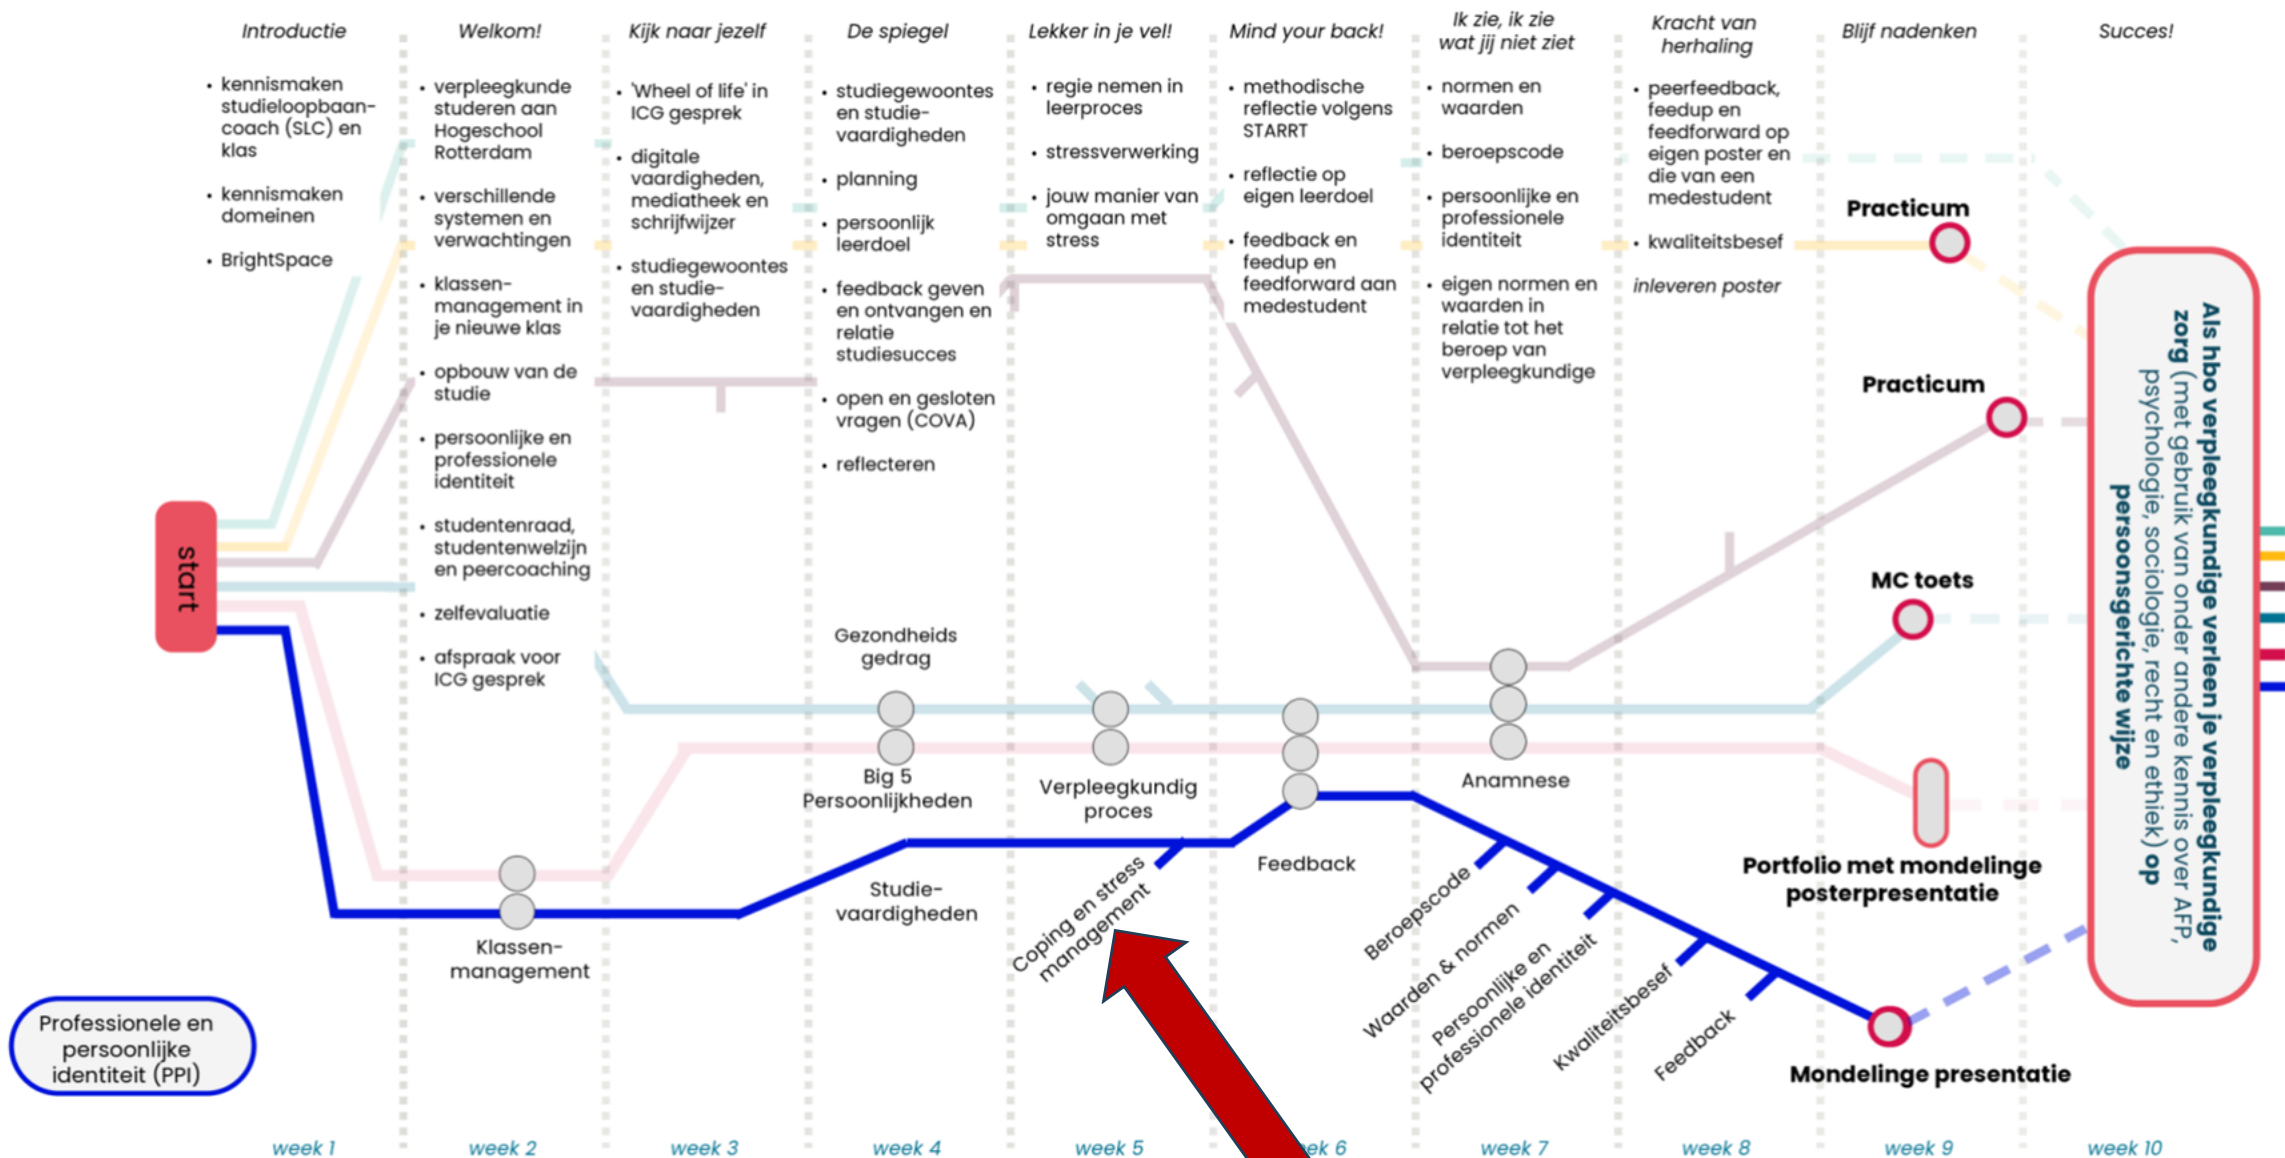 Introductie
• kennismaken
studieloopbaan-
coach (SLC) en
klas
• kennismaken
domeinen
• BrightSpace
Welkom!
• verpleegkunde
studeren aan
Hogeschool
Rotterdam
• verschillende
systemen en
verwachtingen
• klassen-
management in
je nieuwe klas
• opbouw van de
studie
• persoonlijke en
professionele
identiteit
• studentenraad,
studentenwelzijn
en peercoaching
• zelfevaluatie
• afspraak voor
ICG gesprek
Kijk naar jezelf
• 'Wheel of life' in
ICG gesprek
• digitale
vaardigheden,
mediatheek en
schrijfwijzer
• studiegewoontes
en studie-
vaardigheden
De spiegel
• studiegewoontes
en studie-
vaardigheden
• planning
• persoonlijk
leerdoel
• feedback geven
en ontvangen en
relatie
studiesucces
• open en gesloten
vragen (COVA)
• reflecteren
Lekker in je vel!
• regie nemen in
leerproces
• stressverwerking
• jouw manier van
omgaan met
stress
Mind your back!
• methodische
reflectie volgens
STARRT
• reflectie op
eigen leerdoel
• feedback en
feedup en
feedforward aan
medestudent
Ik zie, ik zie
wat jij niet ziet
• normen en
waarden
• beroepscode
• persoonlijke en
professionele
identiteit
• eigen normen en
waarden in
relatie tot het
beroep van
verpleegkundige
Kracht van
herhaling
• peerfeedback,
feedup en
feedforward op
eigen poster en
die van een
medestudent
• kwaliteitsbesef
inleveren poster
Blijf nadenken
Succes!
Practicum
Practicum
MC toets
Portfolio met mondelinge
posterpresentatie
Mondelinge presentatie
start
Gezondheids
gedrag
Big 5
Persoonlijkheden
Verpleegkundig
proces
Anamnese
Klassen-
management
Studie-
vaardigheden
Coping en stress
management
Feedback
Beroepscode
Waarden & normen
Persoonlijke en
professionele identiteit
Kwaliteitsbesef
Feedback
Als hbo verpleegkundige verleen je verpleegkundige
zorg (met gebruik van onder andere kennis over AFP,
psychologie, sociologie, recht en ethiek) op
persoonsgerichte wijze
Professionele en
persoonlijke
identiteit (PPI)
week 1
week 2
week 3
week 4
week 5
ek 6
week 7
week 8
week 9
week 10